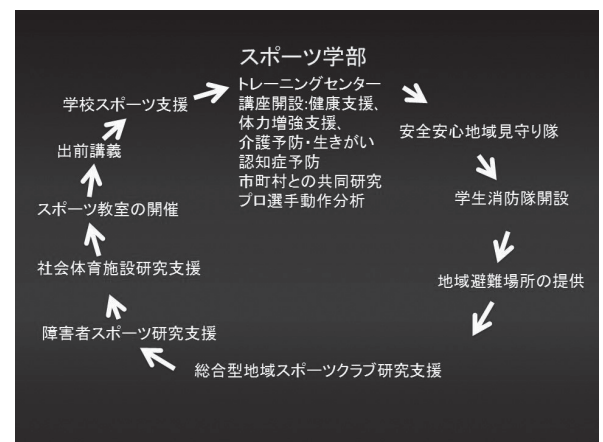 スポーツ学部
トレーニングセンター
講座開設:健康支援、
体力増強支援、
介護予防・生きがい
認知症予防
市町村との共同研究
プロ選手動作分析
安全安心地域見守り隊
学生消防隊開設
地域避難場所の提供
総合型地域スポーツクラブ研究支援
障害者スポーツ研究支援
社会体育施設研究支援
スポーツ教室の開催
出前講義
学校スポーツ支援